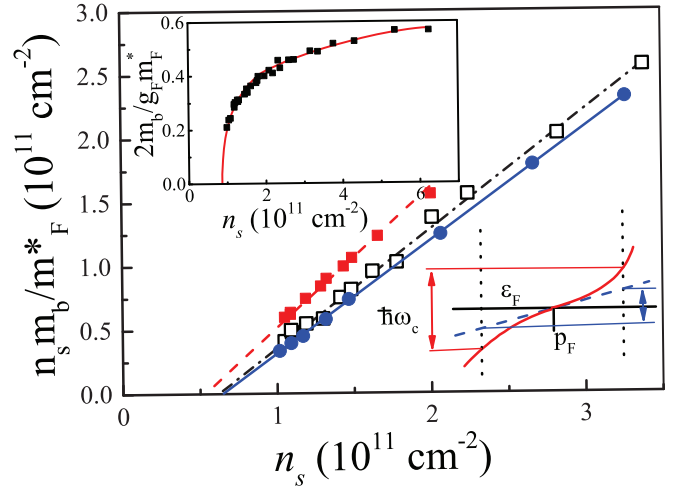 3.0
2.5
2.0
1.5
1.0
0.5
0.0
n_s m_b/m*_F (10^11 cm^-2)
0
1
2
3
n_s (10^11 cm^-2)
0.6
0.4
0.2
0
0
2
4
6
2m_b/g_Fm*_F
n_s (10^11 cm^-2)
ħω_c
ε_F
p_F